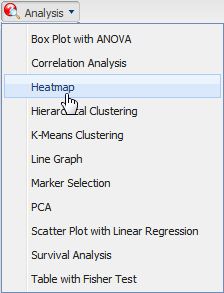 Analysis
Box Plot with ANOVA
Correlation Analysis
Heatmap
Hierarchical Clustering
K-Means Clustering
Line Graph
Marker Selection
PCA
Scatter Plot with Linear Regression
Survival Analysis
Table with Fisher Test